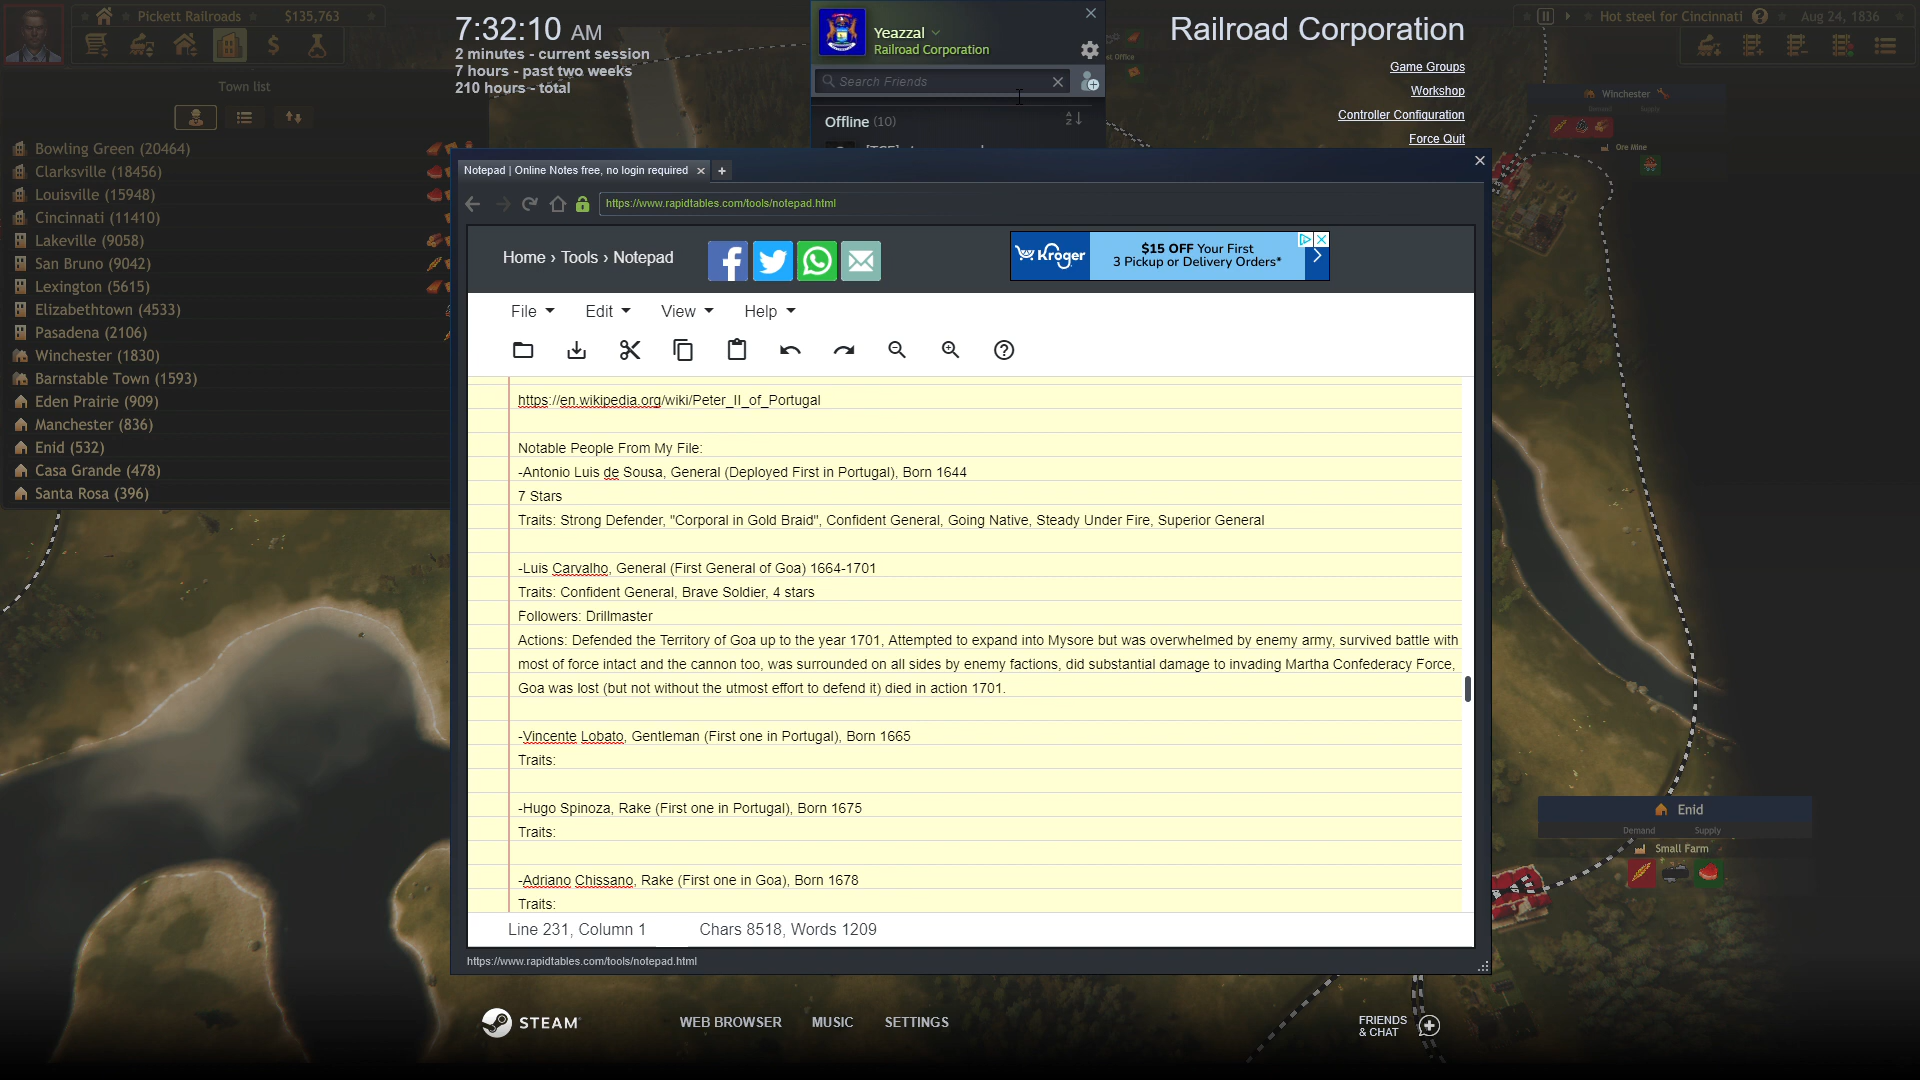 Pickett Railroads
$135,763
7:32:10 AM
2 minutes - current session
7 hours - past two weeks
210 hours - total
Yeazzal
Railroad Corporation
Search Friends
Offline (10)
Railroad Corporation
Game Groups
Workshop
Controller Configuration
Force Quit
Hot steel for Cincinnati
Aug 24, 1836
Town list
Bowling Green (20464)
Clarksville (18456)
Louisville (15948)
Cincinnati (11410)
Lakeville (9058)
San Bruno (9042)
Lexington (5615)
Elizabethtown (4533)
Pasadena (2106)
Winchester (1830)
Barnstable Town (1593)
Eden Prairie (909)
Manchester (836)
Enid (532)
Casa Grande (478)
Santa Rosa (396)
Winchester
Demand Supply
Ore Mine
Notepad | Online Notes free, no login required
https://www.rapidtables.com/tools/notepad.html
Home › Tools › Notepad
Kroger
$15 OFF Your First
3 Pickup or Delivery Orders*
File Edit View Help
https://en.wikipedia.org/wiki/Peter_II_of_Portugal
Notable People From My File:
-Antonio Luis de Sousa, General (Deployed First in Portugal), Born 1644
7 Stars
Traits: Strong Defender, "Corporal in Gold Braid", Confident General, Going Native, Steady Under Fire, Superior General
-Luis Carvalho, General (First General of Goa) 1664-1701
Traits: Confident General, Brave Soldier, 4 stars
Followers: Drillmaster
Actions: Defended the Territory of Goa up to the year 1701, Attempted to expand into Mysore but was overwhelmed by enemy army, survived battle with
most of force intact and the cannon too, was surrounded on all sides by enemy factions, did substantial damage to invading Martha Confederacy Force,
Goa was lost (but not without the utmost effort to defend it) died in action 1701.
-Vincente Lobato, Gentleman (First one in Portugal), Born 1665
Traits:
-Hugo Spinoza, Rake (First one in Portugal), Born 1675
Traits:
-Adriano Chissano, Rake (First one in Goa), Born 1678
Traits:
Line 231, Column 1
Chars 8518, Words 1209
https://www.rapidtables.com/tools/notepad.html
Enid
Demand Supply
Small Farm
STEAM
WEB BROWSER
MUSIC
SETTINGS
FRIENDS
& CHAT